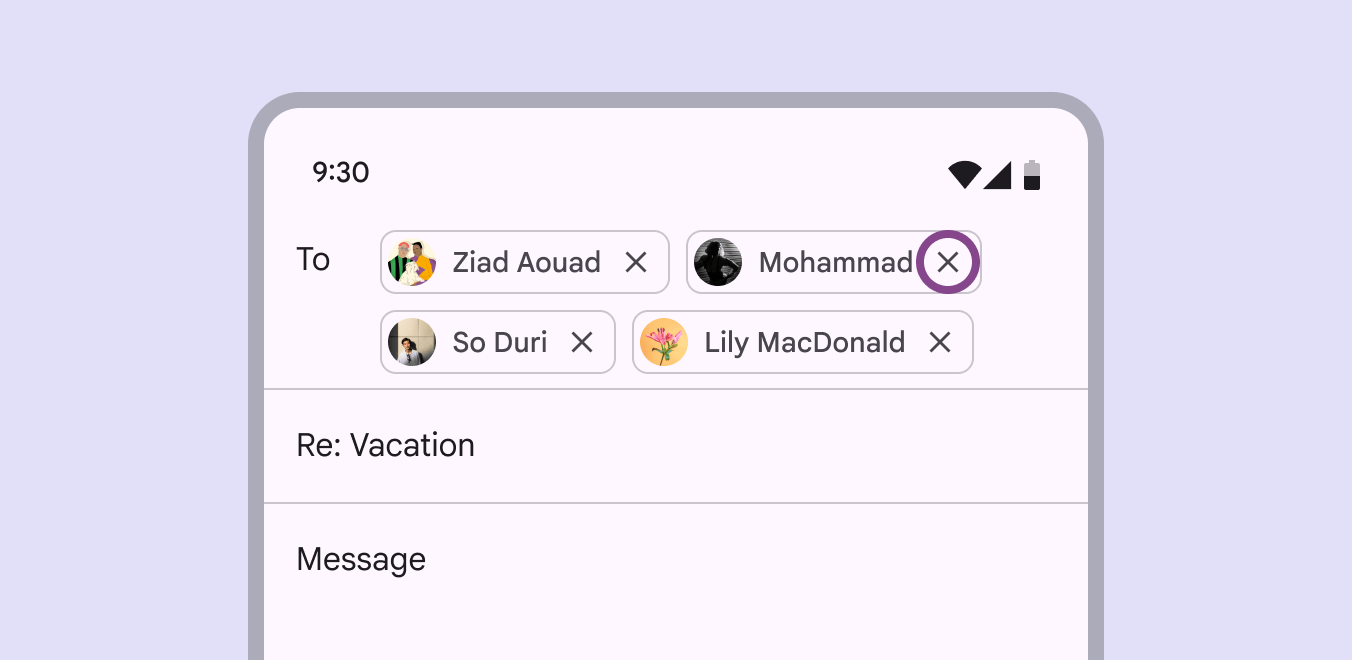 9:30
To Ziad Aouad Mohammad
So Duri Lily MacDonald
Re: Vacation
Message